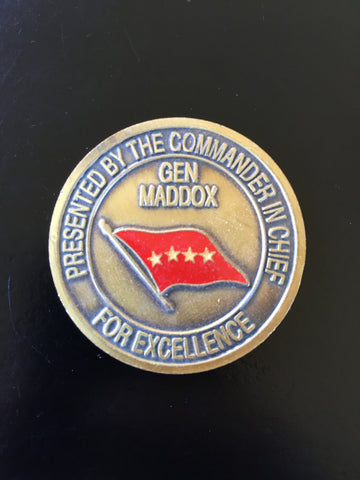 PRESENTED BY THE COMMANDER IN CHIEF
GEN
MADDOX
FOR EXCELLENCE